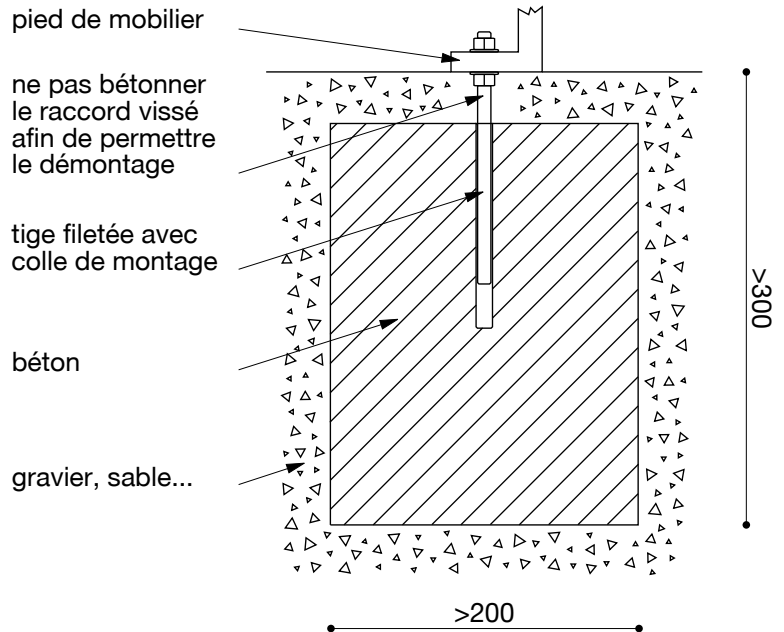 pied de mobilier
ne pas bétonner
le raccord vissé
afin de permettre
le démontage
tige filetée avec
colle de montage
béton
gravier, sable...
>300
>200